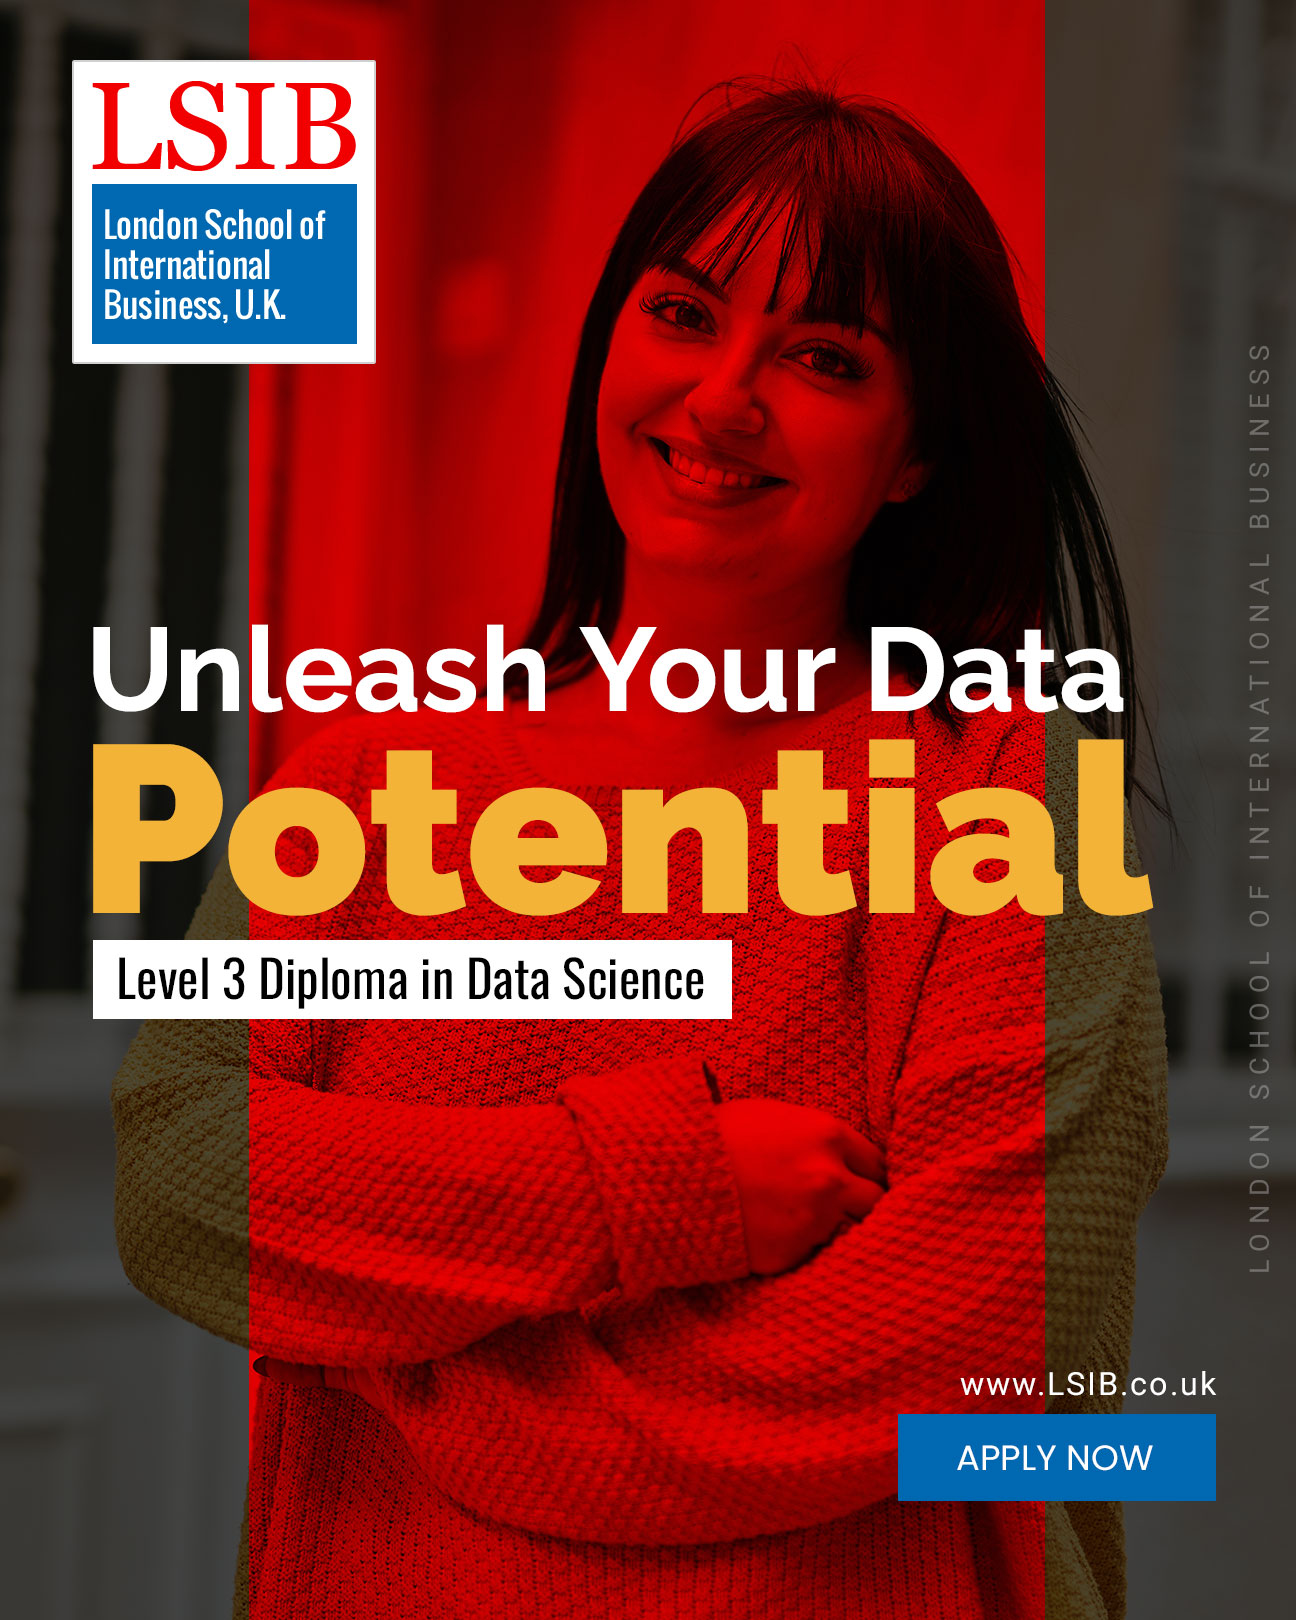 LSIB
London School of
International
Business, U.K.
Unleash Your Data
Potential
Level 3 Diploma in Data Science
LONDON SCHOOL OF INTERNATIONAL BUSINESS
www.LSIB.co.uk
APPLY NOW